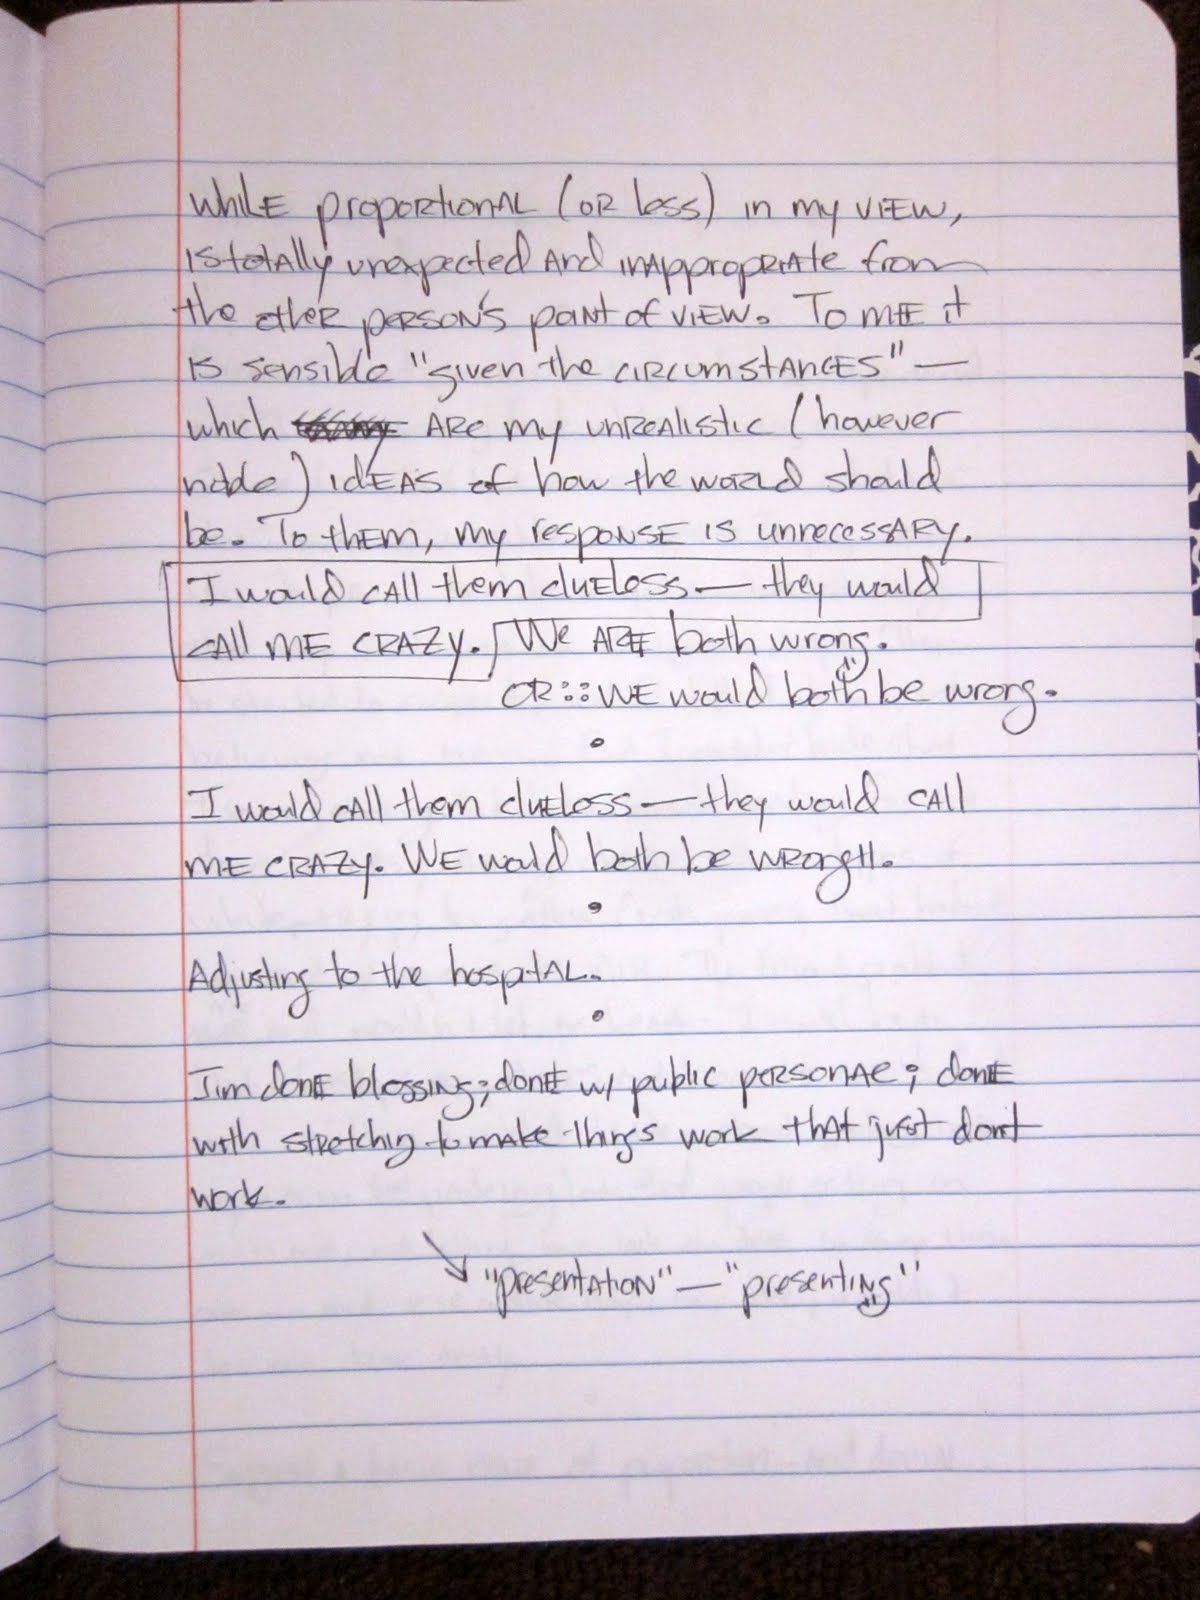 while proportional (or less) in my view,
is totally unexpected and inappropriate from
the other person's point of view. To me it
is sensible "given the circumstances" —
which are my unrealistic (however
noble) ideas of how the world should
be. To them, my response is unnecessary.
I would call them clueless — they would
call me crazy. We are both wrong.
or:: we would both be wrong.
I would call them clueless — they would call
me crazy. We would both be wrong.
Adjusting to the hospital.
I'm done blessing; done w/ public personae; done
with stretching to make things work that just don't
work.
"presentation" — "presenting"